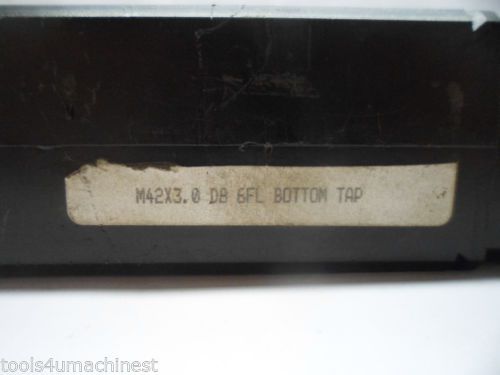 M42X3.0 D8 6FL BOTTOM TAP
tools4umachinest